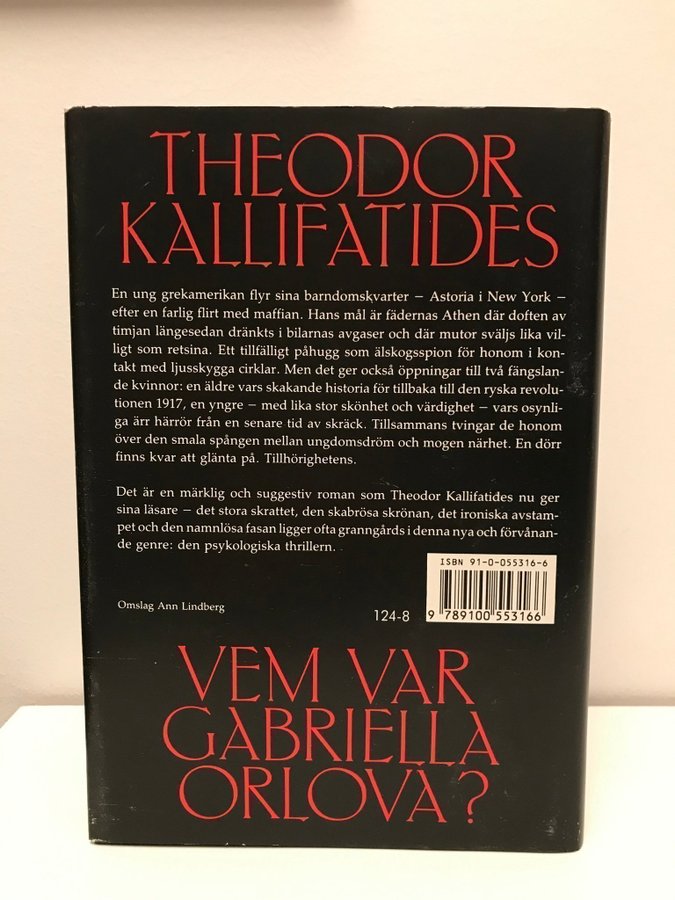 THEODOR
KALLIFATIDES
En ung grekamerikan flyr sina barndomskvarter – Astoria i New York –
efter en farlig flirt med maffian. Hans mål är fädernas Athen där doften av
timjan längesedan dränkts i bilarnas avgaser och där mutor sväljs lika vil-
ligt som retsina. Ett tillfälligt påhugg som älskogsspion för honom i kon-
takt med ljusskygga cirklar. Men det ger också öppningar till två fängslan-
de kvinnor: en äldre vars skakande historia för tillbaka till den ryska revolu-
tionen 1917, en yngre – med lika stor skönhet och värdighet – vars osynli-
ga ärr härrör från en senare tid av skräck. Tillsammans tvingar de honom
över den smala spången mellan ungdomsdröm och mogen närhet. En dörr
finns kvar att glänta på. Tillhörighetens.
Det är en märklig och suggestiv roman som Theodor Kallifatides nu ger
sina läsare – det stora skrattet, den skabrösa skrönan, det ironiska avstam-
pet och den namnlösa fasan ligger ofta granngårds i denna nya och förvånan-
de genre: den psykologiska thrillern.
ISBN 91-0-055316-6
Omslag Ann Lindberg
124-8
9 789100 553166
VEM VAR
GABRIELLA
ORLOVA?